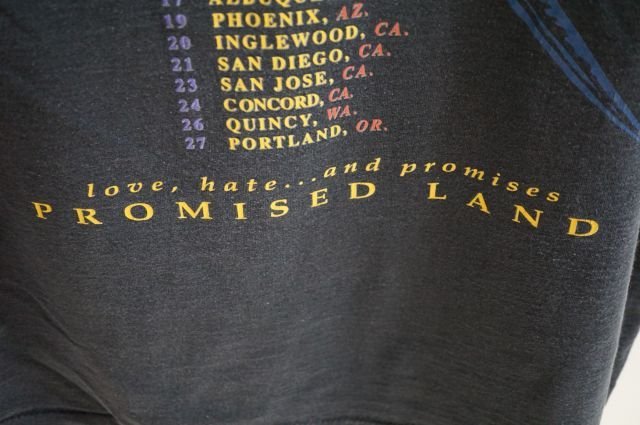 19 PHOENIX, AZ.
20 INGLEWOOD, CA.
21 SAN DIEGO, CA.
23 SAN JOSE, CA.
24 CONCORD, CA.
26 QUINCY, WA.
27 PORTLAND, OR.
love, hate...and promises
PROMISED LAND